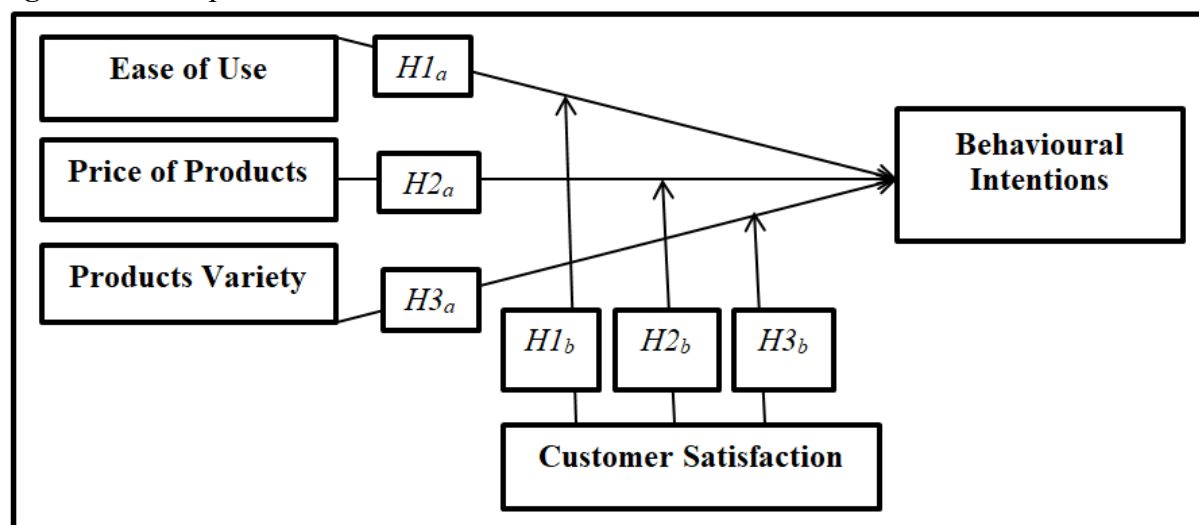 Ease of Use
H1a
Price of Products
H2a
Products Variety
H3a
Behavioural
Intentions
H1b
H2b
H3b
Customer Satisfaction